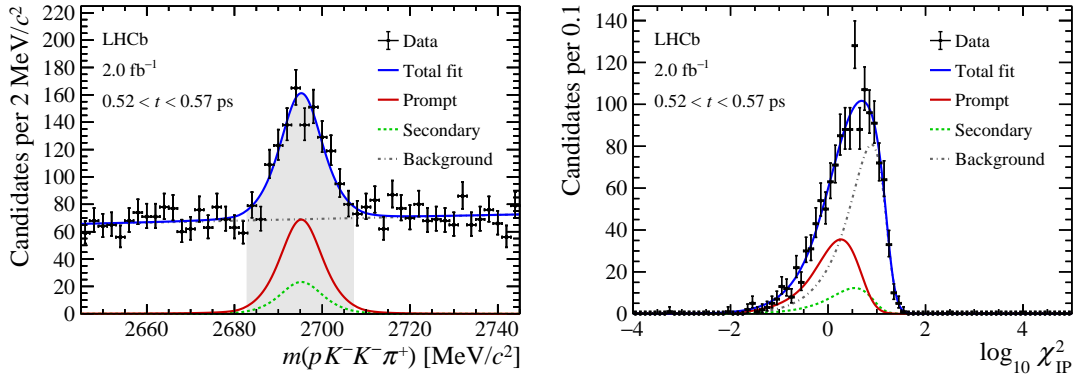 Candidates per 2 MeV/c²
220
200
180
160
140
120
100
80
60
40
20
0
LHCb
2.0 fb⁻¹
0.52 < t < 0.57 ps
Data
Total fit
Prompt
Secondary
Background
2660 2680 2700 2720 2740
m(pK⁻K⁻π⁺) [MeV/c²]
Candidates per 0.1
140
120
100
80
60
40
20
0
LHCb
2.0 fb⁻¹
0.52 < t < 0.57 ps
Data
Total fit
Prompt
Secondary
Background
−4 −2 0 2 4
log₁₀ χ²_IP